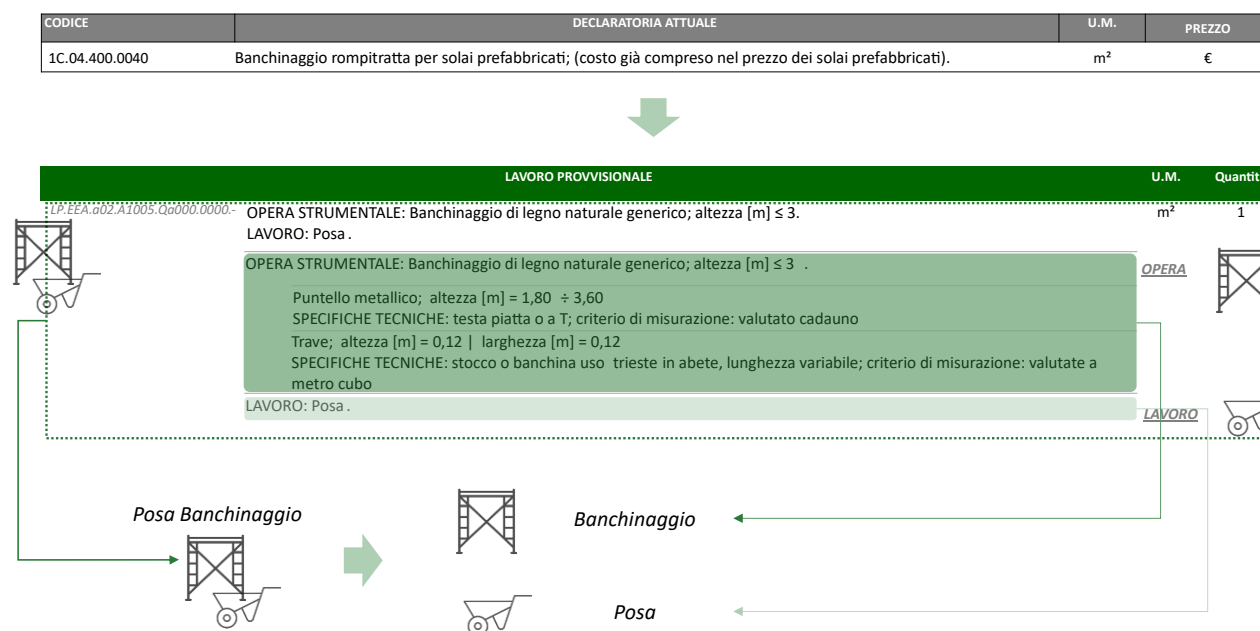 CODICE DECLARATORIA ATTUALE U.M. PREZZO
1C.04.400.0040 Banchinaggio rompitratta per solai prefabbricati; (costo già compreso nel prezzo dei solai prefabbricati). m² €
LAVORO PROVVISIONALE U.M. Quantit
LP.EEA.a02.A1005.Qa000.0000.- OPERA STRUMENTALE: Banchinaggio di legno naturale generico; altezza [m] ≤ 3. m² 1
LAVORO: Posa .
OPERA STRUMENTALE: Banchinaggio di legno naturale generico; altezza [m] ≤ 3 . OPERA
Puntello metallico; altezza [m] = 1,80 ÷ 3,60
SPECIFICHE TECNICHE: testa piatta o a T; criterio di misurazione: valutato cadauno
Trave; altezza [m] = 0,12 | larghezza [m] = 0,12
SPECIFICHE TECNICHE: stocco o banchina uso trieste in abete, lunghezza variabile; criterio di misurazione: valutate a
metro cubo
LAVORO: Posa . LAVORO
Posa Banchinaggio
Banchinaggio
Posa